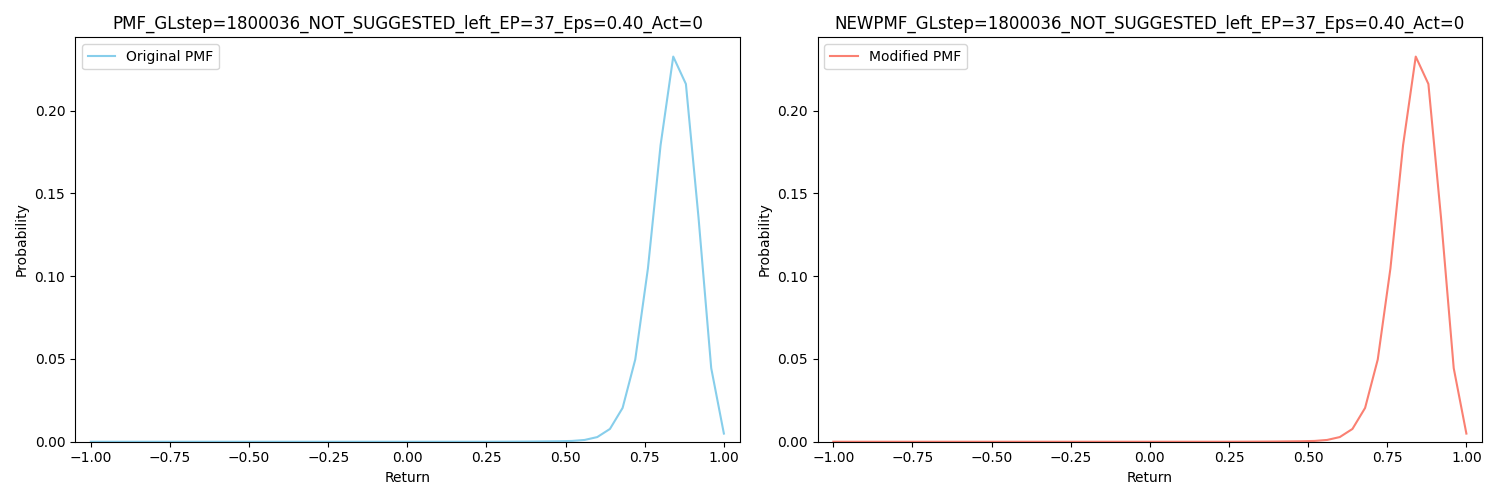 PMF_GLstep=1800036_NOT_SUGGESTED_left_EP=37_Eps=0.40_Act=0
Original PMF
Probability
0.20
0.15
0.10
0.05
0.00
−1.00 −0.75 −0.50 −0.25 0.00 0.25 0.50 0.75 1.00
Return
NEWPMF_GLstep=1800036_NOT_SUGGESTED_left_EP=37_Eps=0.40_Act=0
Modified PMF
Probability
0.20
0.15
0.10
0.05
0.00
−1.00 −0.75 −0.50 −0.25 0.00 0.25 0.50 0.75 1.00
Return